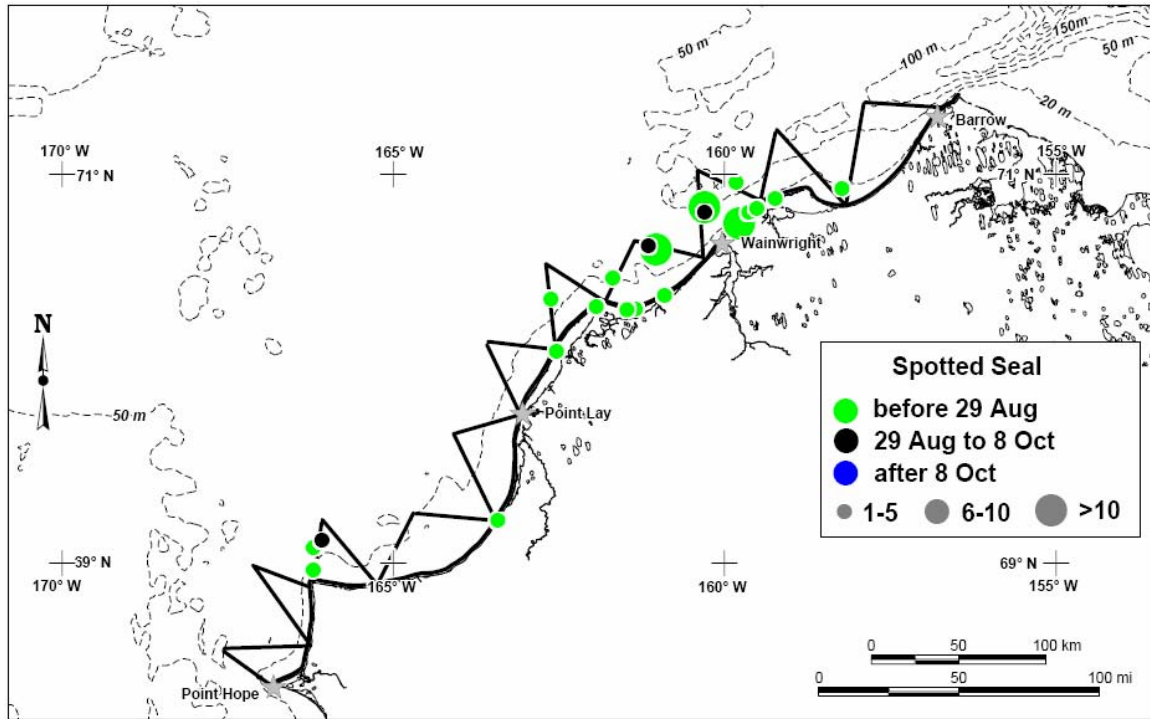 50 m
100 m
150m
50 m
20 m
Barrow
170° W
165° W
160° W
155° W
71° N
71° N
Wainwright
N
50 m
Point Lay
Spotted Seal
before 29 Aug
29 Aug to 8 Oct
after 8 Oct
1-5 6-10 >10
69° N
69° N
170° W
165° W
160° W
155° W
0 50 100 km
0 50 100 mi
Point Hope